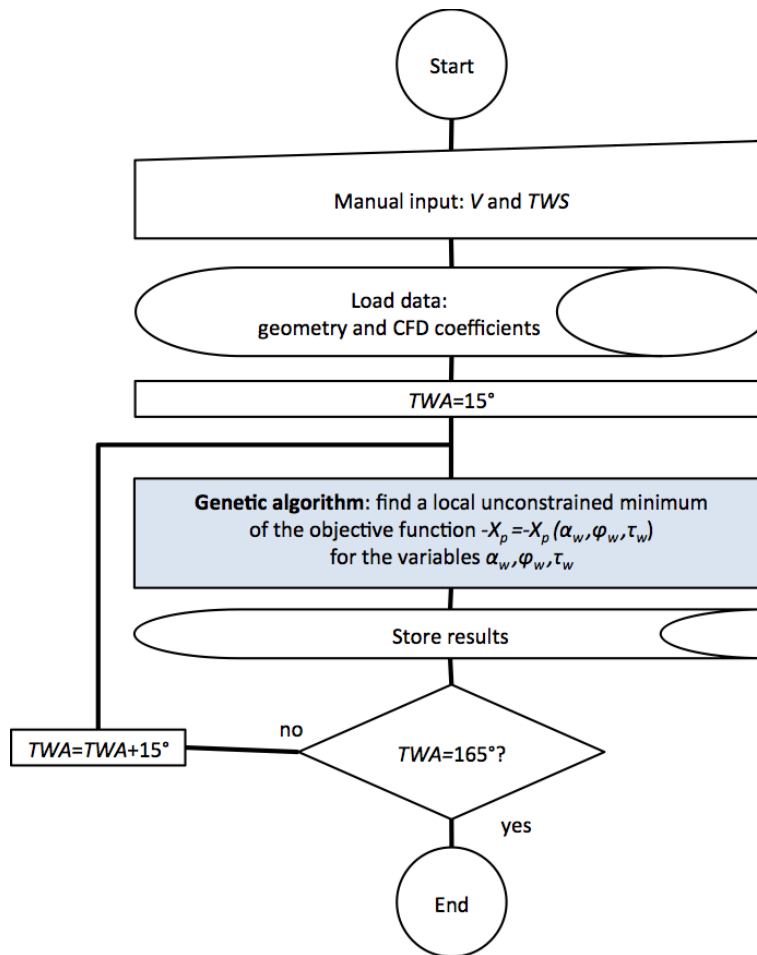 Start
Manual input: V and TWS
Load data:
geometry and CFD coefficients
TWA=15°
Genetic algorithm: find a local unconstrained minimum
of the objective function -Xp=-Xp(αw,φw,τw)
for the variables αw,φw,τw
Store results
no
TWA=TWA+15°
TWA=165°?
yes
End